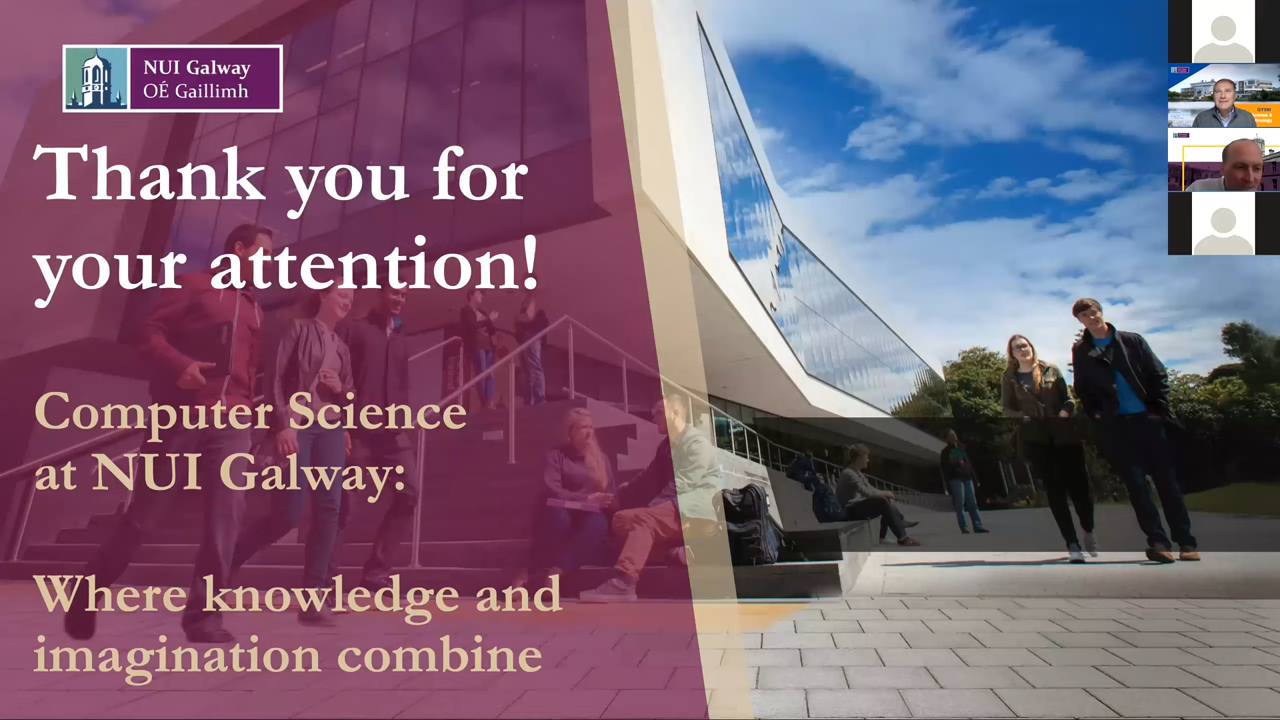 NUI Galway
OÉ Gaillimh
Thank you for
your attention!
Computer Science
at NUI Galway:
Where knowledge and
imagination combine